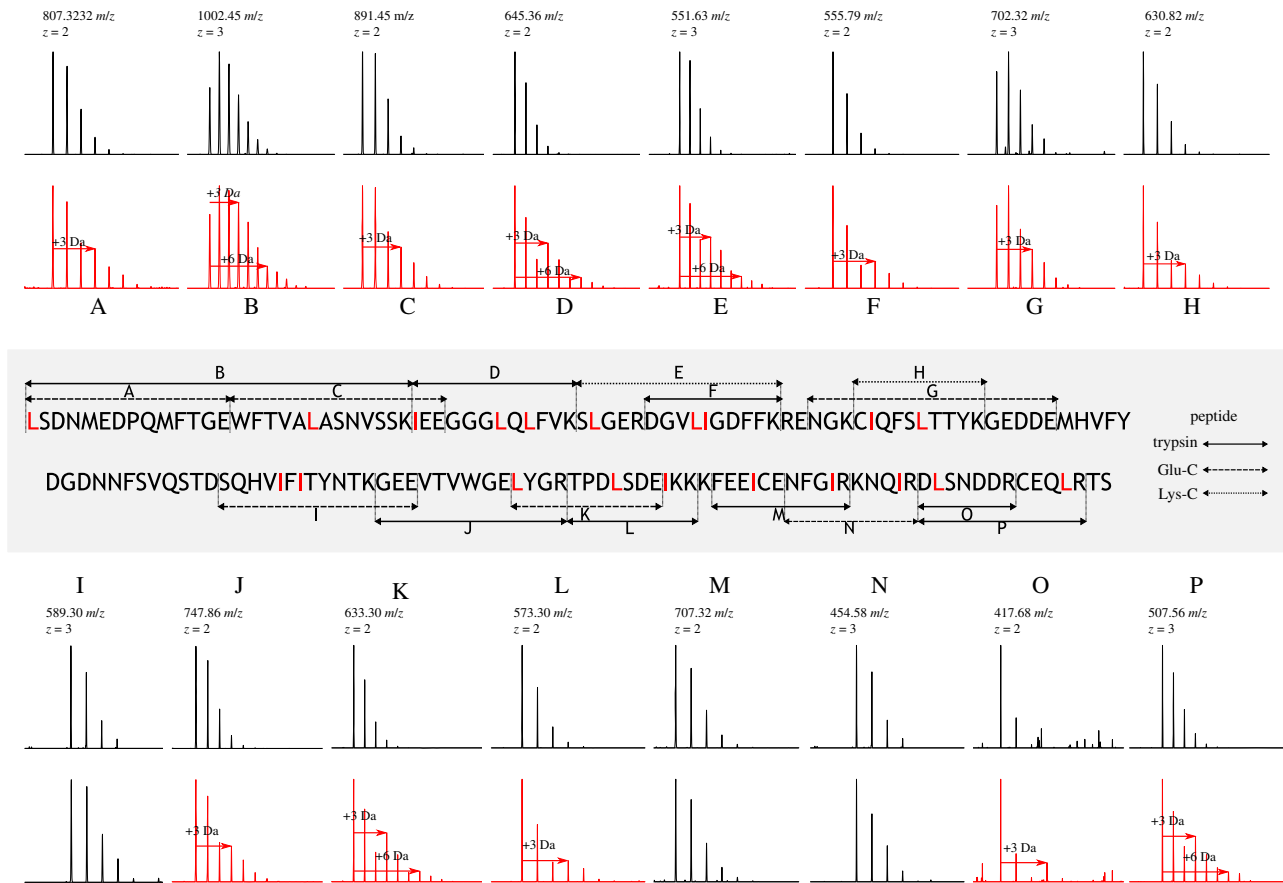 807.3232 m/z 1002.45 m/z 891.45 m/z 645.36 m/z 551.63 m/z 555.79 m/z 702.32 m/z 630.82 m/z
z = 2 z = 3 z = 2 z = 2 z = 3 z = 2 z = 3 z = 2
+3 Da +3 Da +6 Da +3 Da +3 Da +6 Da +3 Da +6 Da +3 Da +3 Da +3 Da
A B C D E F G H
B D E H
A C F G
LSDNMEDPQMFTGEWFTVALASNVSSKIEEGGGLQLFVKSLGERDGVLIGDFFKRENGKCIQFSLTTYKGEDDEMHVFY
peptide
trypsin
Glu-C
Lys-C
DGDNNFSVQSTDSQHVIFITYNTKGEEVTVWGELYGRTPDLSDEIKKKFEEICENFGIRKNQIRDLSNDDRCEQLRTS
I K M O
J L N P
I J K L M N O P
589.30 m/z 747.86 m/z 633.30 m/z 573.30 m/z 707.32 m/z 454.58 m/z 417.68 m/z 507.56 m/z
z = 3 z = 2 z = 2 z = 2 z = 2 z = 3 z = 2 z = 3
+3 Da +3 Da +6 Da +3 Da +3 Da +3 Da +6 Da